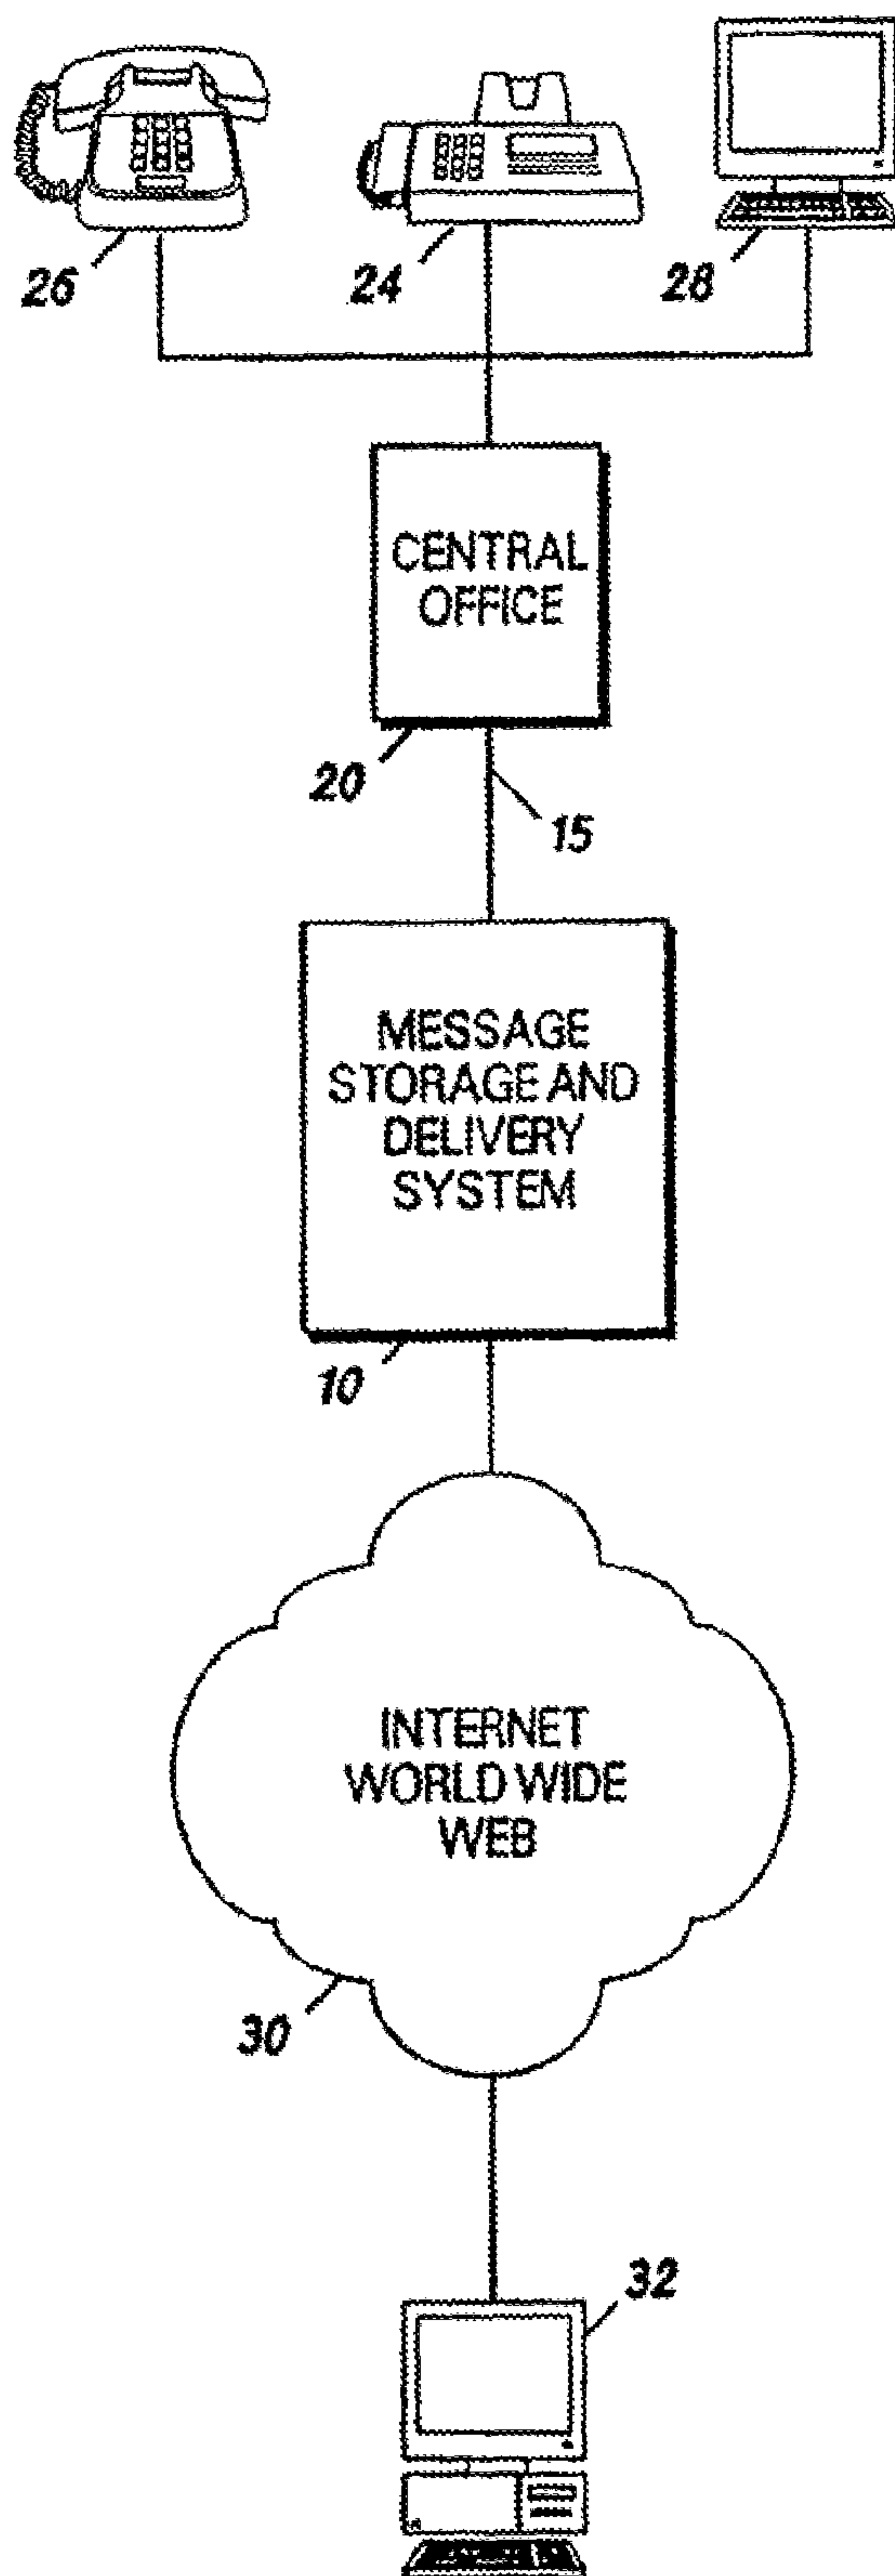 26
24
28
CENTRAL
OFFICE
20
15
MESSAGE
STORAGE AND
DELIVERY
SYSTEM
10
INTERNET
WORLD WIDE
WEB
30
32